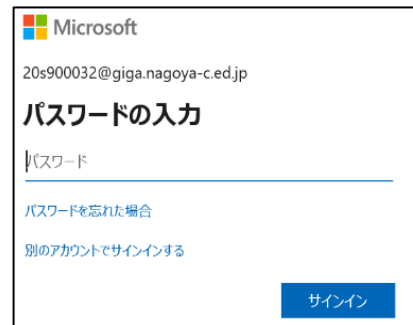 Microsoft
20s900032@giga.nagoya-c.ed.jp
パスワードの入力
パスワード
パスワードを忘れた場合
別のアカウントでサインインする
サインイン